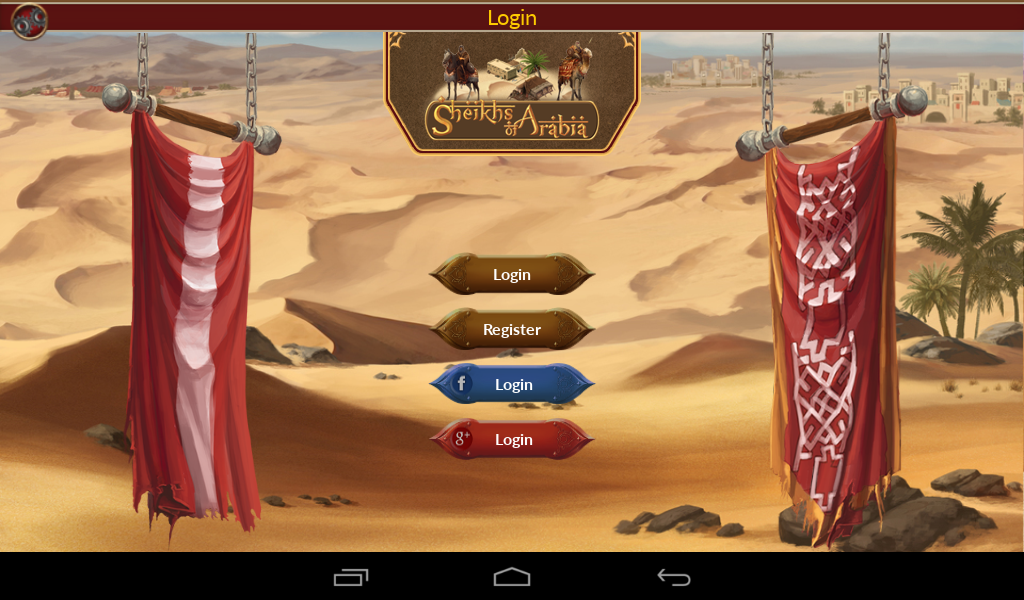 Login
Sheikhs
of Arabia
Login
Register
f Login
g+ Login